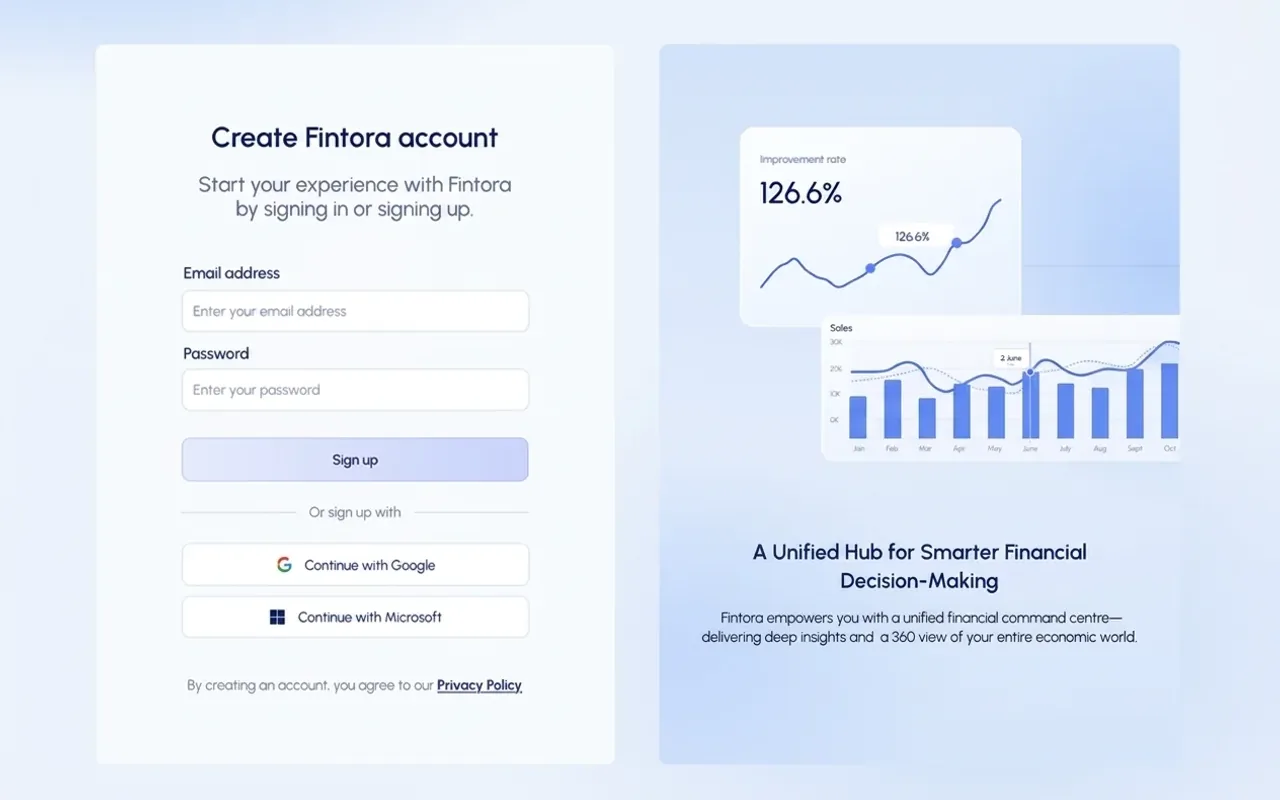 Create Fintora account
Start your experience with Fintora
by signing in or signing up.
Email address
Enter your email address
Password
Enter your password
Sign up
Or sign up with
Continue with Google
Continue with Microsoft
By creating an account, you agree to our Privacy Policy
Improvement rate
126.6%
126.6%
Sales
30K
20K
10K
0K
2 June
Jan Feb Mar Apr May June July Aug Sept Oct
A Unified Hub for Smarter Financial
Decision-Making
Fintora empowers you with a unified financial command centre—
delivering deep insights and a 360 view of your entire economic world.